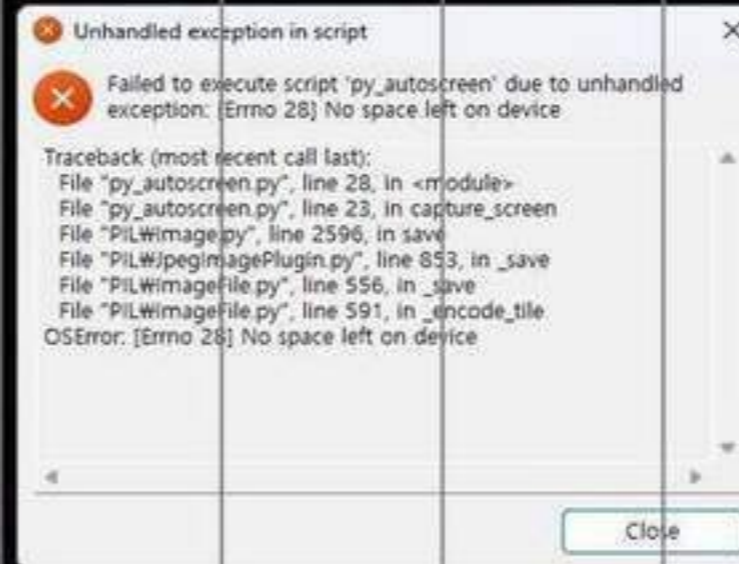 Unhandled exception in script
Failed to execute script 'py_autoscreen' due to unhandled
exception: [Errno 28] No space left on device
Traceback (most recent call last):
File "py_autoscreen.py", line 28, in <module>
File "py_autoscreen.py", line 23, in capture_screen
File "PIL₩Image.py", line 2596, in save
File "PIL₩JpegImagePlugin.py", line 853, in _save
File "PIL₩ImageFile.py", line 556, in _save
File "PIL₩ImageFile.py", line 591, in _encode_tile
OSError: [Errno 28] No space left on device
Close